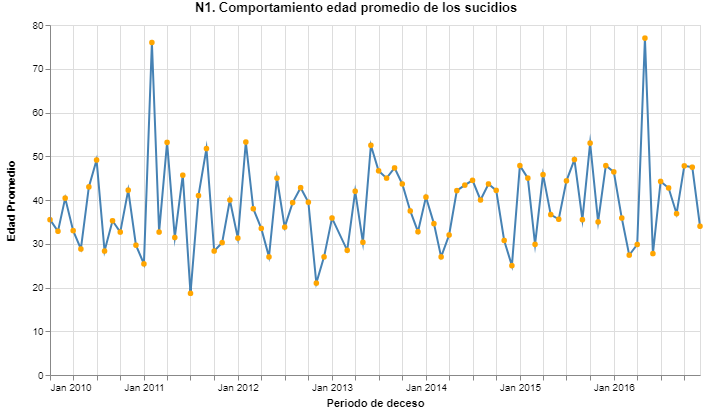 N1. Comportamiento edad promedio de los sucidios
80
70
60
50
40
30
20
10
0
Edad Promedio
Jan 2010 Jan 2011 Jan 2012 Jan 2013 Jan 2014 Jan 2015 Jan 2016
Periodo de deceso